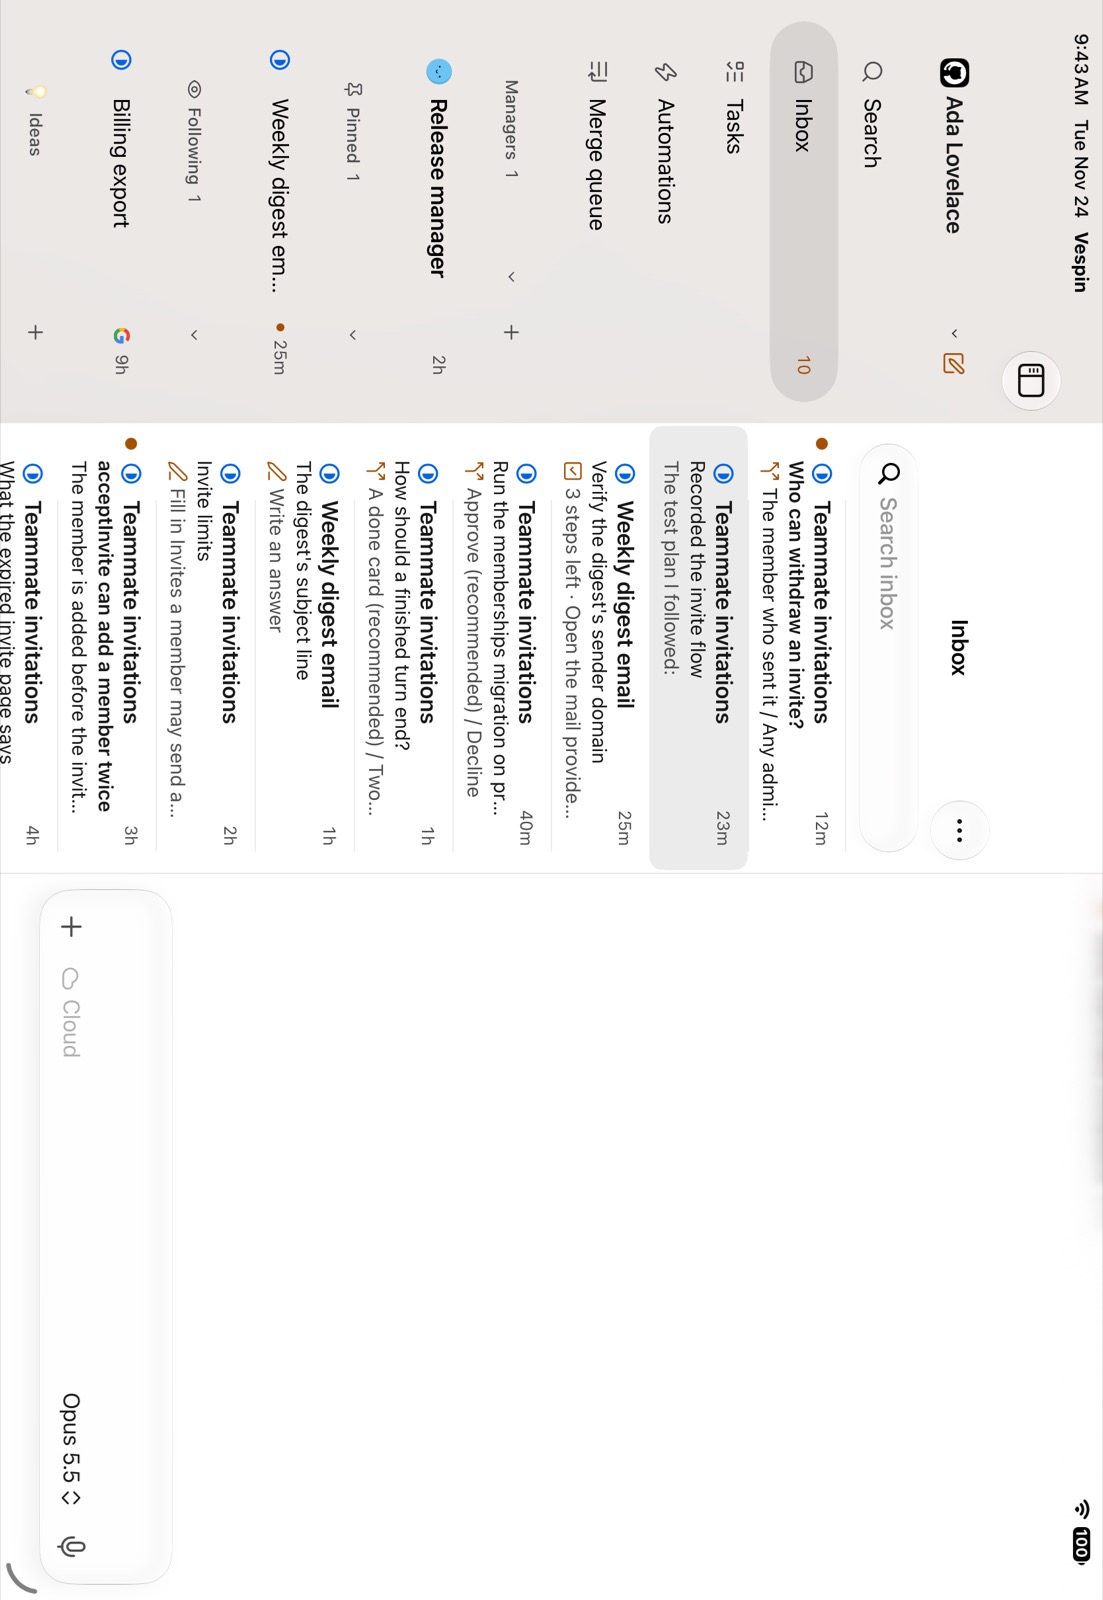 9:43 AM Tue Nov 24 Vespin
100
Ada Lovelace
Search
Inbox 10
Tasks
Automations
Merge queue
Managers 1
Release manager 2h
Pinned 1
Weekly digest em... 25m
Following 1
Billing export 9h
Ideas
Inbox
Search inbox
Teammate invitations 12m
Who can withdraw an invite?
The member who sent it / Any admi...
Teammate invitations 23m
Recorded the invite flow
The test plan I followed:
Weekly digest email 25m
Verify the digest's sender domain
3 steps left · Open the mail provide...
Teammate invitations 40m
Run the memberships migration on pr...
Approve (recommended) / Decline
Teammate invitations 1h
How should a finished turn end?
A done card (recommended) / Two...
Weekly digest email 1h
The digest's subject line
Write an answer
Teammate invitations 2h
Invite limits
Fill in Invites a member may send a...
Teammate invitations 3h
acceptInvite can add a member twice
The member is added before the invit...
Teammate invitations 4h
What the expired invite page says
Cloud
Opus 5.5